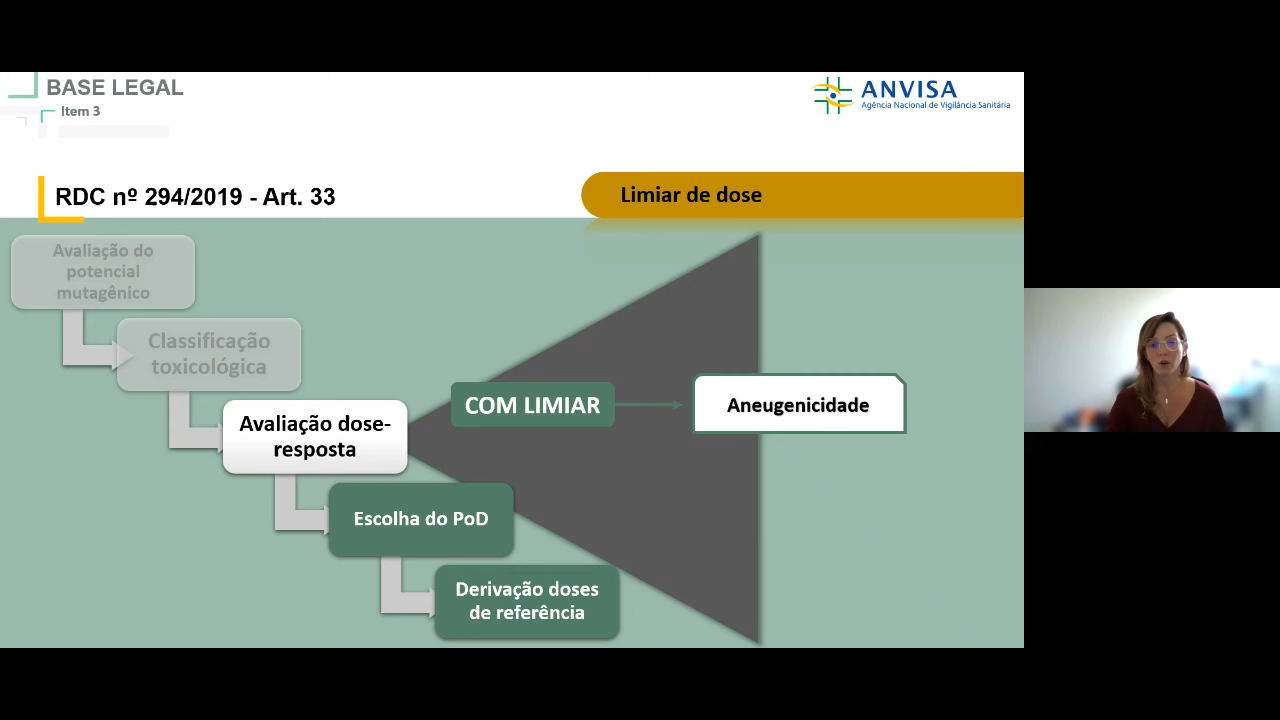 BASE LEGAL
Item 3
ANVISA
Agência Nacional de Vigilância Sanitária
RDC nº 294/2019 - Art. 33
Limiar de dose
Avaliação do
potencial
mutagênico
Classificação
toxicológica
Avaliação dose-
resposta
COM LIMIAR
Aneugenicidade
Escolha do PoD
Derivação doses
de referência